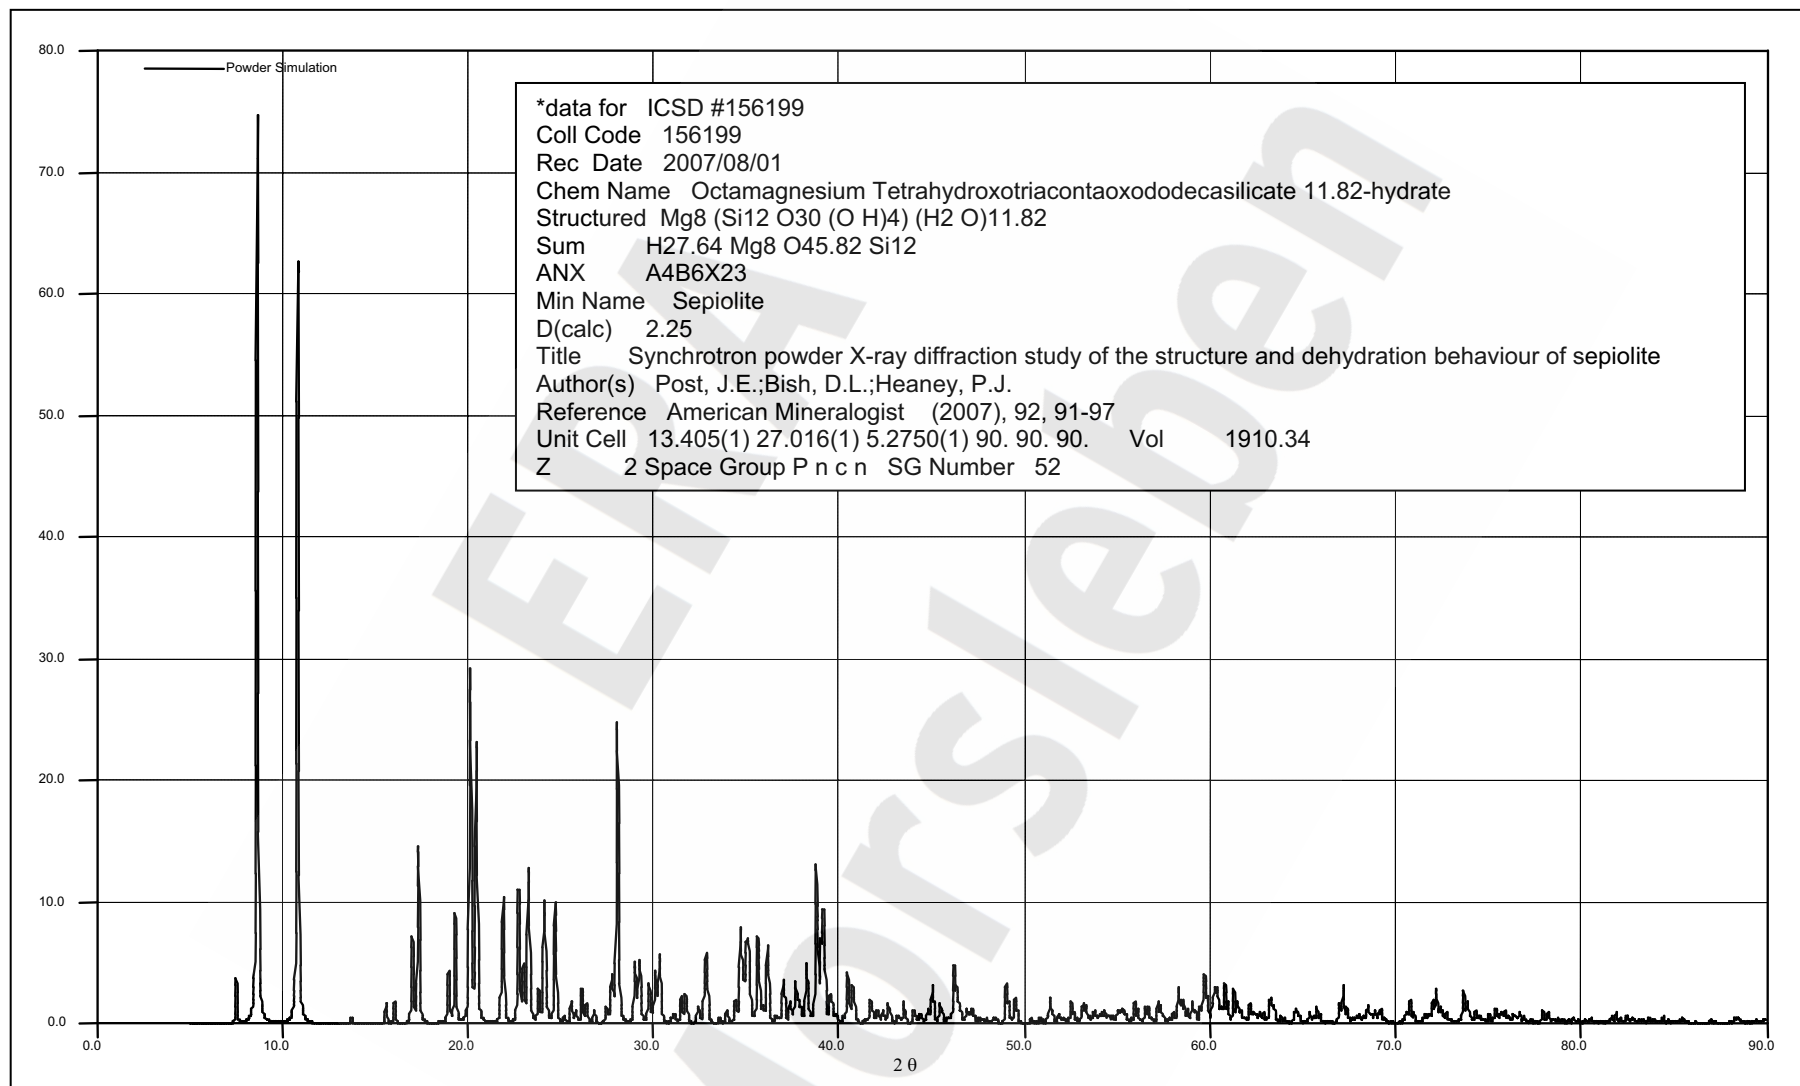 80.0
Powder Simulation
*data for ICSD #156199
Coll Code 156199
70.0
Rec Date 2007/08/01
Chem Name Octamagnesium Tetrahydroxotriacontaoxododecasilicate 11.82-hydrate
Structured Mg8 (Si12 O30 (O H)4) (H2 O)11.82
Sum H27.64 Mg8 O45.82 Si12
ANX A4B6X23
60.0
Min Name Sepiolite
D(calc) 2.25
Title Synchrotron powder X-ray diffraction study of the structure and dehydration behaviour of sepiolite
Author(s) Post, J.E.;Bish, D.L.;Heaney, P.J.
50.0
Reference American Mineralogist (2007), 92, 91-97
Unit Cell 13.405(1) 27.016(1) 5.2750(1) 90. 90. 90. Vol 1910.34
Z 2 Space Group P n c n SG Number 52
40.0
30.0
20.0
10.0
0.0
0.0 10.0 20.0 30.0 40.0 50.0 60.0 70.0 80.0 90.0
2 θ
ERA
Morsleben